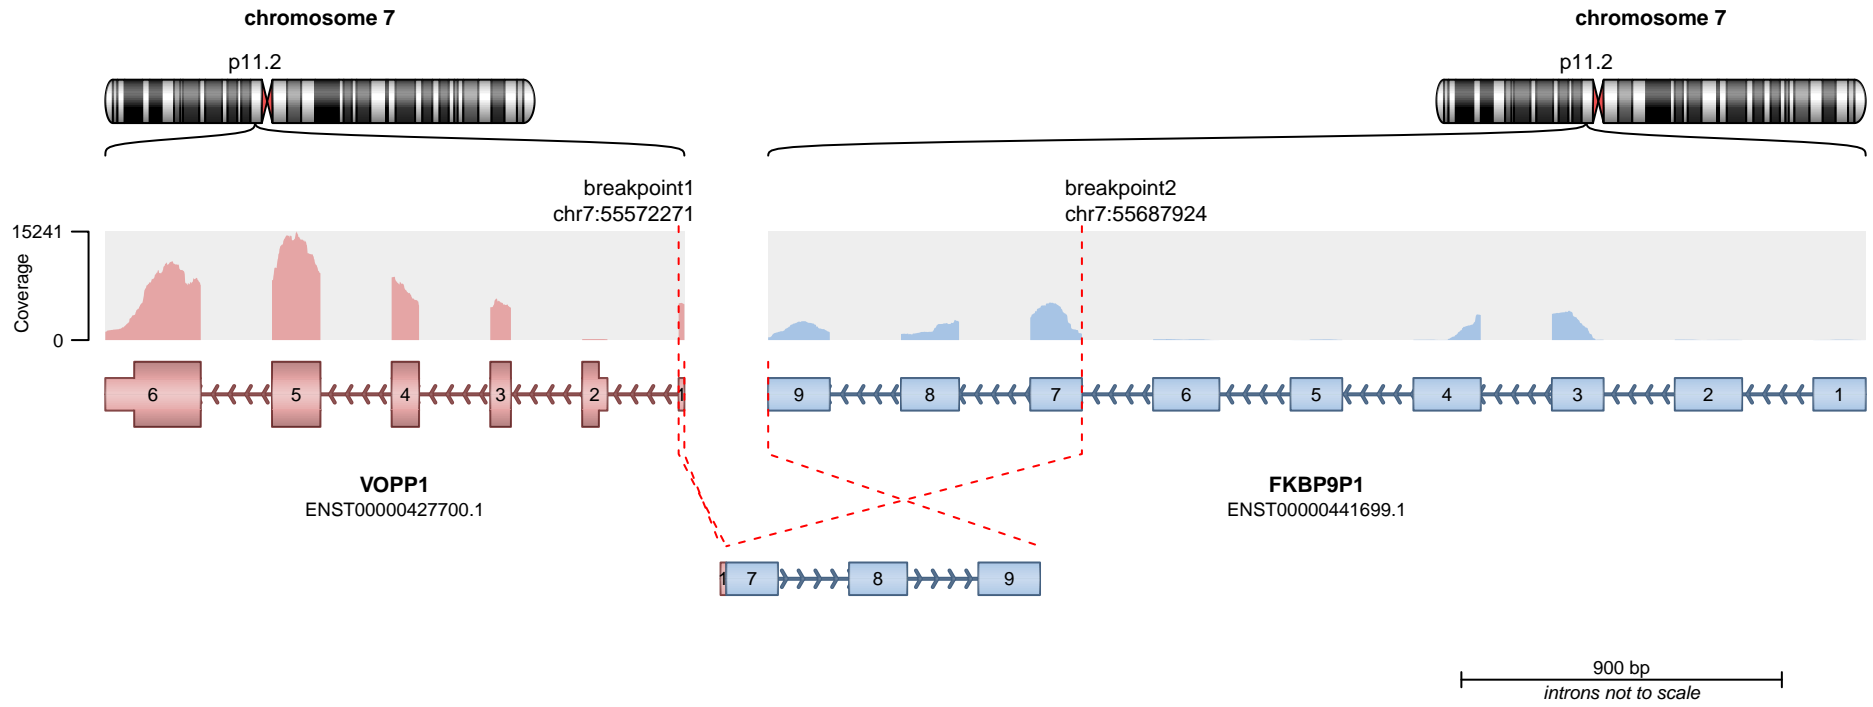 chromosome 7
chromosome 7
p11.2
p11.2
breakpoint1
chr7:55572271
breakpoint2
chr7:55687924
15241
Coverage
0
6 5 4 3 2 1
9 8 7 6 5 4 3 2 1
VOPP1
ENST00000427700.1
FKBP9P1
ENST00000441699.1
1 7 8 9
900 bp
introns not to scale